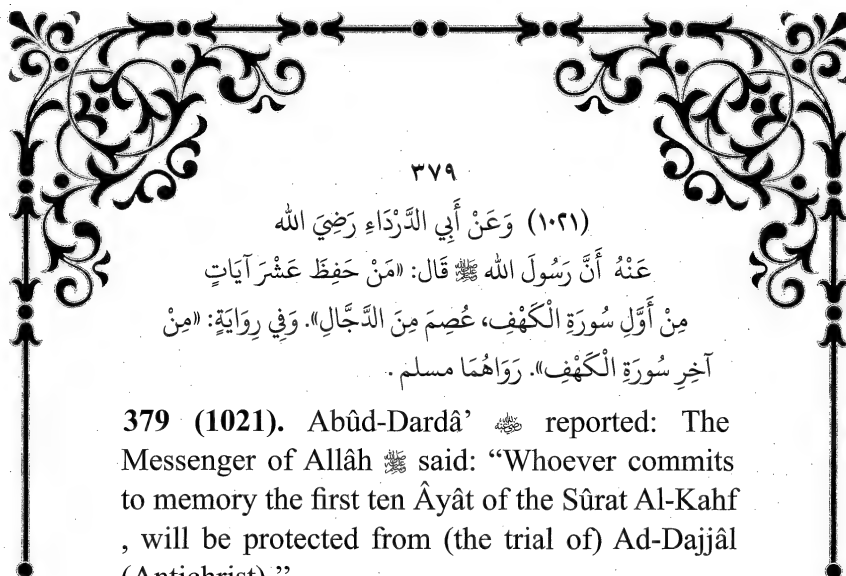 ٣٧٩
(١٠٢١) وَعَنْ أَبِي الدَّرْدَاءِ رَضِيَ الله
عَنْهُ أَنَّ رَسُولَ الله ﷺ قَال: «مَنْ حَفِظَ عَشْرَ آيَاتٍ
مِنْ أَوَّلِ سُورَةِ الْكَهْفِ، عُصِمَ مِنَ الدَّجَّالِ». وَفِي رِوَايَةٍ: «مِنْ
آخِرِ سُورَةِ الْكَهْفِ». رَوَاهُمَا مسلم .
379 (1021). Abûd-Dardâ’ رضي الله عنه reported: The
Messenger of Allâh ﷺ said: “Whoever commits
to memory the first ten Âyât of the Sûrat Al-Kahf
, will be protected from (the trial of) Ad-Dajjâl
(Antichrist).”